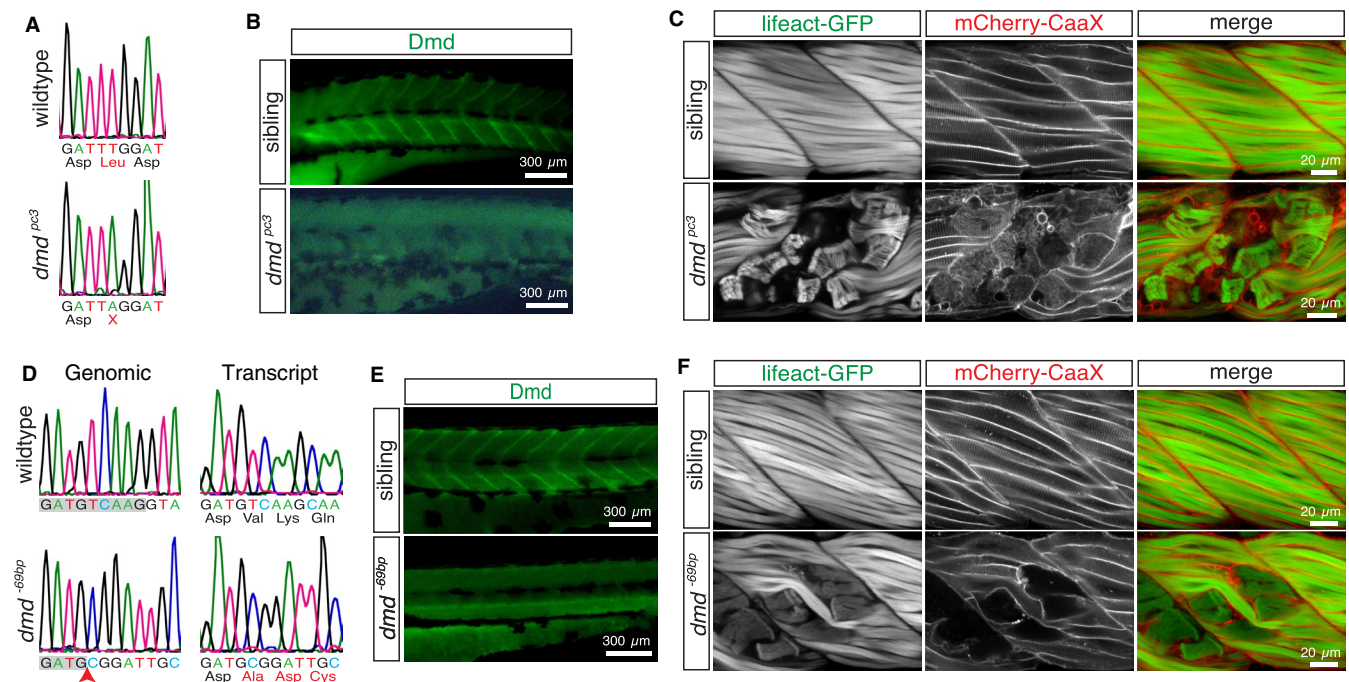 A
wildtype
GATTTGGAT
Asp Leu Asp
dmd pc3
GATTAGGAT
Asp X
B
Dmd
sibling
300 µm
dmd pc3
300 µm
C
lifeact-GFP mCherry-CaaX merge
sibling
20 µm
dmd pc3
20 µm
D
Genomic Transcript
wildtype
GATGTCAAGGTA GATGTCAAGCAA
Asp Val Lys Gln
dmd -69bp
GATGCGGATTGC GATGCGGATTGC
Asp Ala Asp Cys
E
Dmd
sibling
300 µm
dmd -69bp
300 µm
F
lifeact-GFP mCherry-CaaX merge
sibling
20 µm
dmd -69bp
20 µm